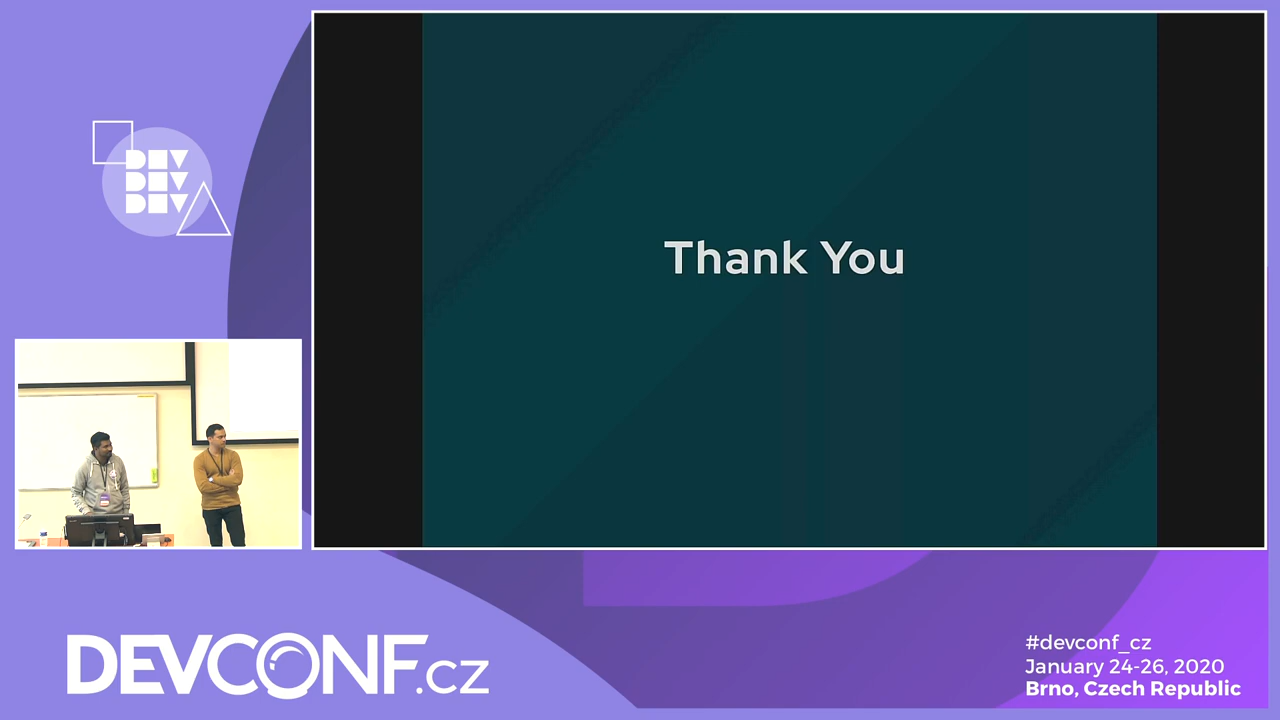 DEV
DEV
DEV
Thank You
DEVCONF.cz
#devconf_cz
January 24-26, 2020
Brno, Czech Republic